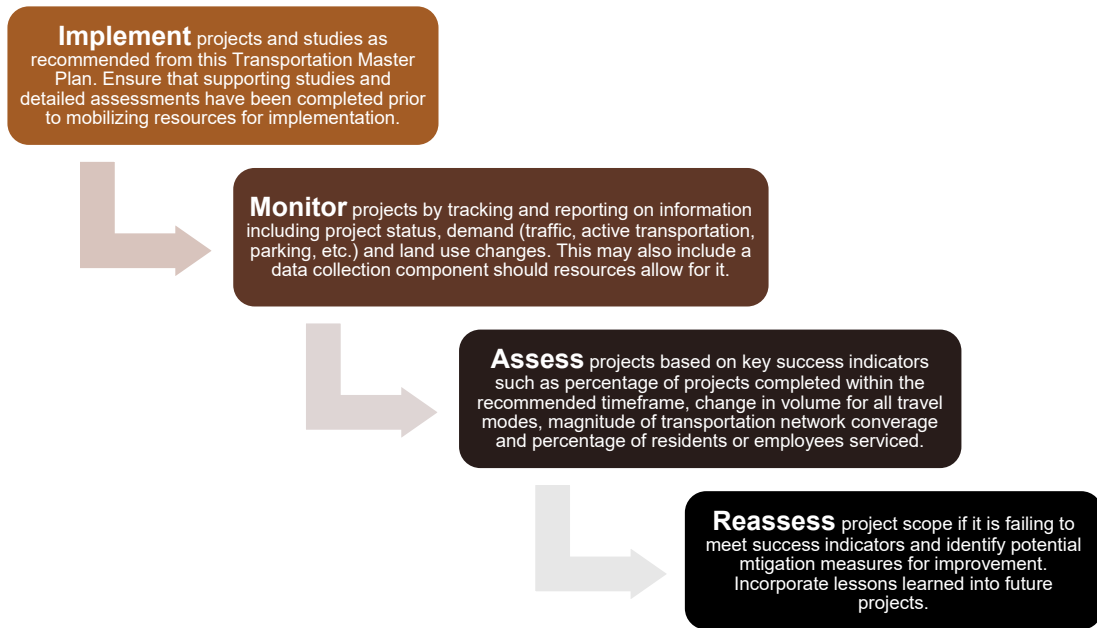 Implement projects and studies as
recommended from this Transportation Master
Plan. Ensure that supporting studies and
detailed assessments have been completed prior
to mobilizing resources for implementation.
Monitor projects by tracking and reporting on information
including project status, demand (traffic, active transportation,
parking, etc.) and land use changes. This may also include a
data collection component should resources allow for it.
Assess projects based on key success indicators
such as percentage of projects completed within the
recommended timeframe, change in volume for all travel
modes, magnitude of transportation network converage
and percentage of residents or employees serviced.
Reassess project scope if it is failing to
meet success indicators and identify potential
mtigation measures for improvement.
Incorporate lessons learned into future
projects.